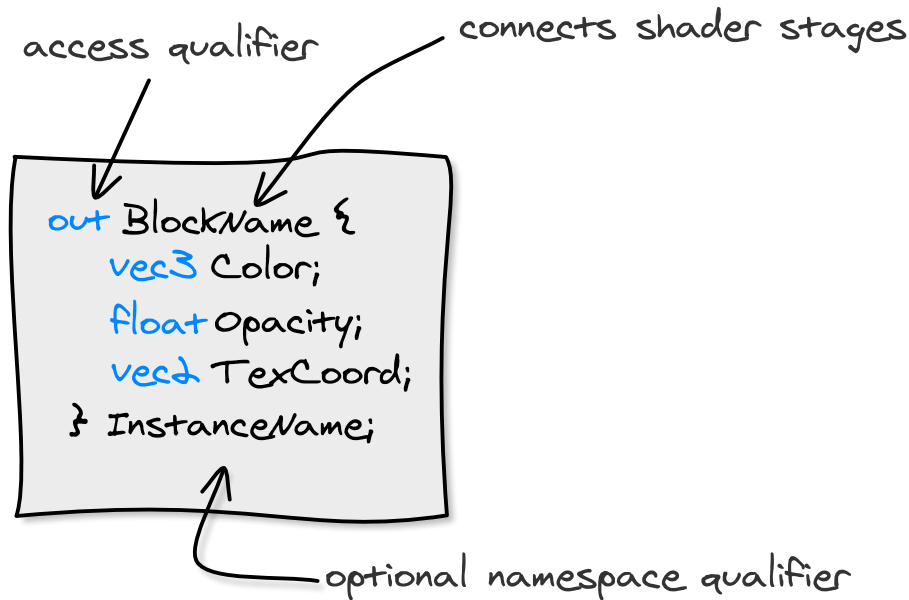 access qualifier
connects shader stages
out BlockName {
vec3 Color;
float Opacity;
vec2 TexCoord;
} InstanceName;
optional namespace qualifier